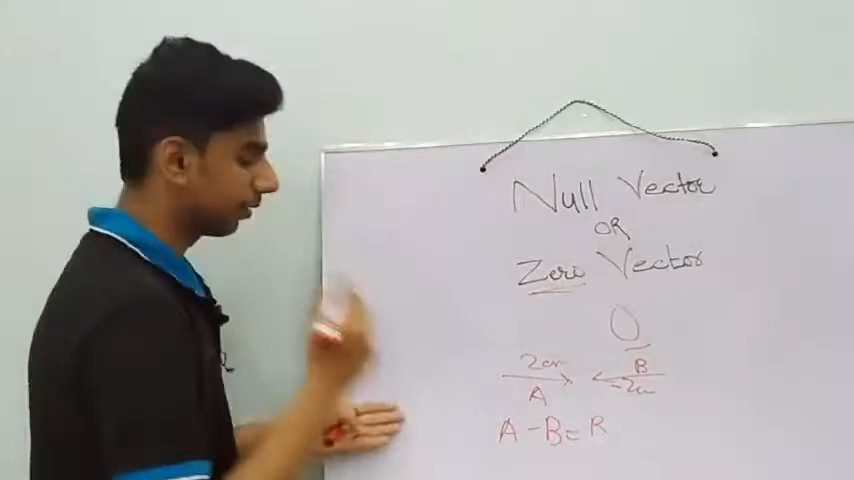 Null Vector
OR
Zero Vector
O
2cm B
A -2cm
A - B = R